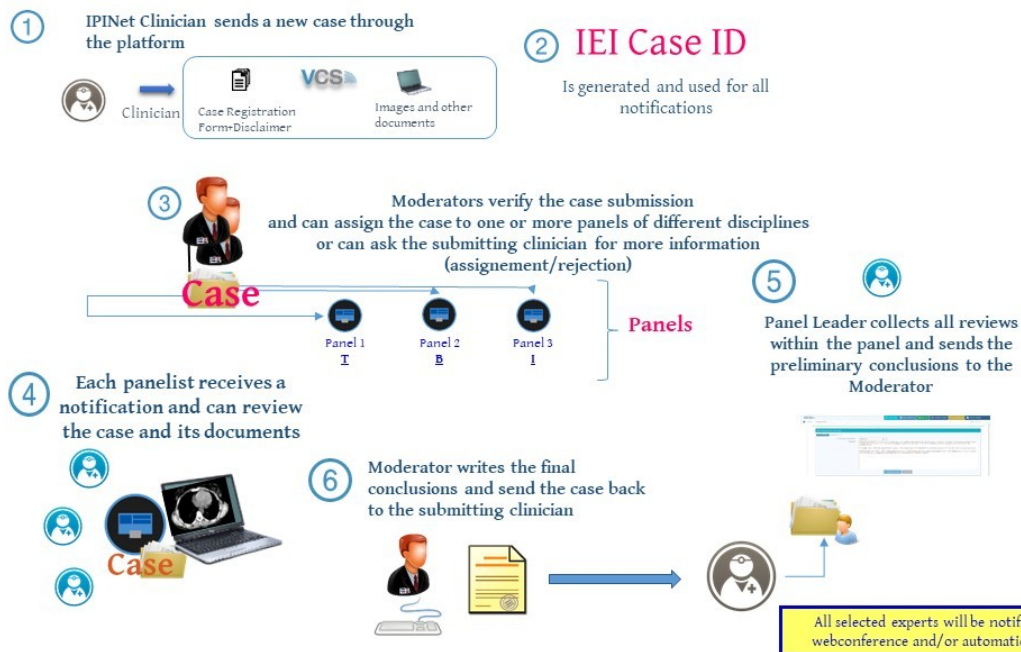 1
IPINet Clinician sends a new case through
the platform
Clinician
Case Registration
Form+Disclaimer
VCS
Images and other
documents
2
IEI Case ID
Is generated and used for all
notifications
3
Moderators verify the case submission
and can assign the case to one or more panels of different disciplines
or can ask the submitting clinician for more information
(assignement/rejection)
Case
Panel 1
T
Panel 2
B
Panel 3
I
Panels
4
Each panelist receives a
notification and can review
the case and its documents
Case
5
Panel Leader collects all reviews
within the panel and sends the
preliminary conclusions to the
Moderator
6
Moderator writes the final
conclusions and send the case back
to the submitting clinician
All selected experts will be notif
webconference and/or automati